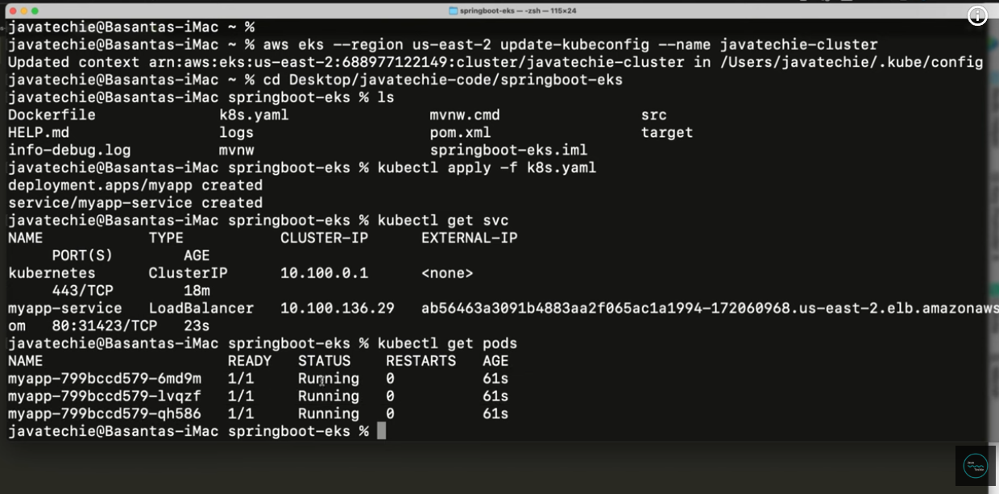 springboot-eks — -zsh — 115×24
javatechie@Basantas-iMac ~ %
javatechie@Basantas-iMac ~ % aws eks --region us-east-2 update-kubeconfig --name javatechie-cluster
Updated context arn:aws:eks:us-east-2:688977122149:cluster/javatechie-cluster in /Users/javatechie/.kube/config
javatechie@Basantas-iMac ~ % cd Desktop/javatechie-code/springboot-eks
javatechie@Basantas-iMac springboot-eks % ls
Dockerfile k8s.yaml mvnw.cmd src
HELP.md logs pom.xml target
info-debug.log mvnw springboot-eks.iml
javatechie@Basantas-iMac springboot-eks % kubectl apply -f k8s.yaml
deployment.apps/myapp created
service/myapp-service created
javatechie@Basantas-iMac springboot-eks % kubectl get svc
NAME TYPE CLUSTER-IP EXTERNAL-IP
PORT(S) AGE
kubernetes ClusterIP 10.100.0.1 <none>
443/TCP 18m
myapp-service LoadBalancer 10.100.136.29 ab56463a3091b4883aa2f065ac1a1994-172060968.us-east-2.elb.amazonaws
om 80:31423/TCP 23s
javatechie@Basantas-iMac springboot-eks % kubectl get pods
NAME READY STATUS RESTARTS AGE
myapp-799bccd579-6md9m 1/1 Running 0 61s
myapp-799bccd579-lvqzf 1/1 Running 0 61s
myapp-799bccd579-qh586 1/1 Running 0 61s
javatechie@Basantas-iMac springboot-eks %
Java
Techie